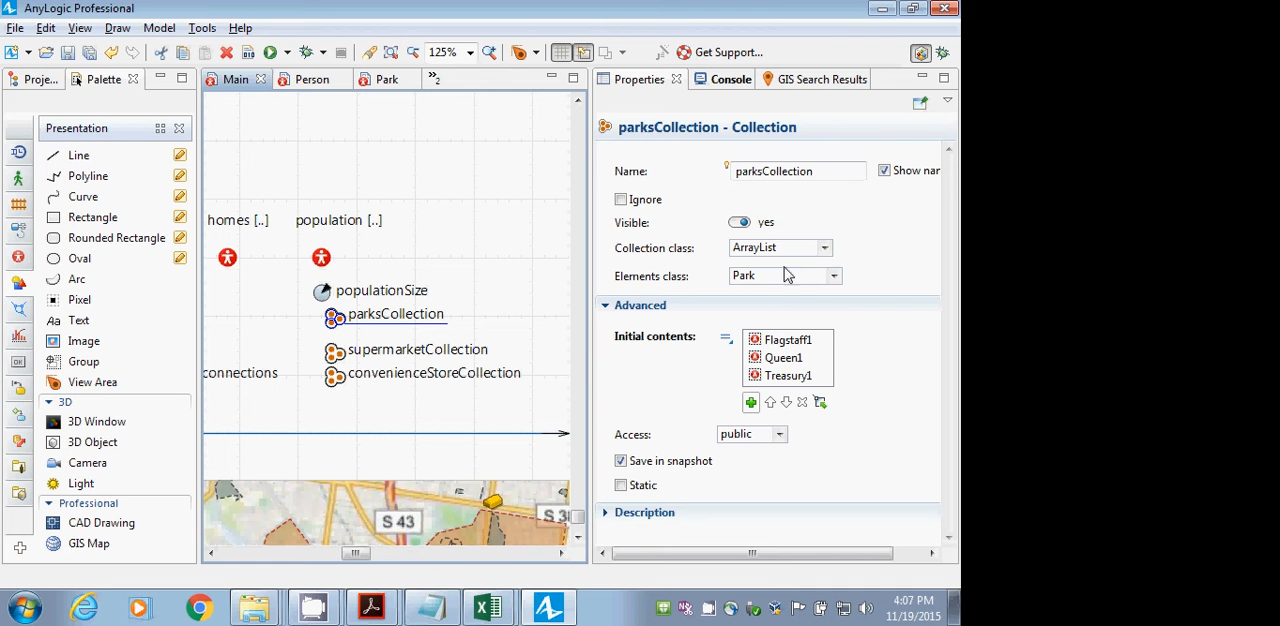 AnyLogic Professional
File Edit View Draw Model Tools Help
125% Get Support...
Proje... Palette Main Person Park »2 Properties Console GIS Search Results
Presentation
Line
Polyline
Curve
Rectangle
Rounded Rectangle
Oval
Arc
Pixel
Aa Text
Image
Group
View Area
3D
3D Window
3D Object
Camera
Light
Professional
CAD Drawing
GIS Map
homes [..] population [..]
populationSize
parksCollection
supermarketCollection
connections convenienceStoreCollection
S 43
parksCollection - Collection
Name: parksCollection Show nar
Ignore
Visible: yes
Collection class: ArrayList
Elements class: Park
Advanced
Initial contents: Flagstaff1
Queen1
Treasury1
Access: public
Save in snapshot
Static
Description
4:07 PM
11/19/2015